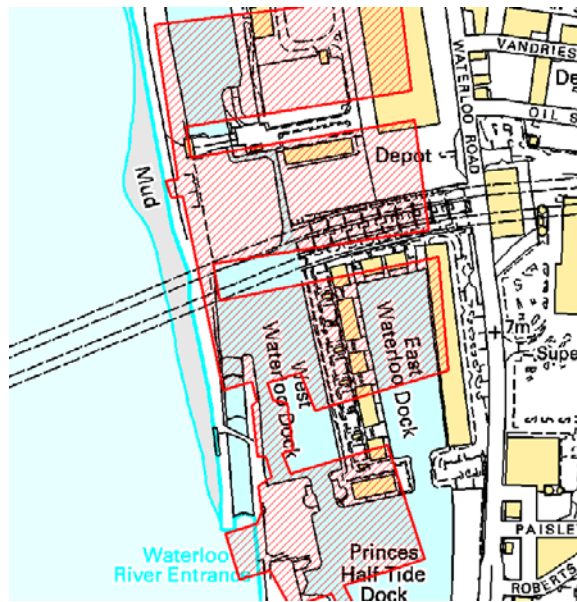 VANDRIES
De
OIL S
WATERLOO ROAD
Depot
Mud
+7m
Supe
West
Waterloo Dock
East
Waterloo Dock
PAISLE
ROBERTS
Waterloo
River Entrance
Princes
Half Tide
Dock